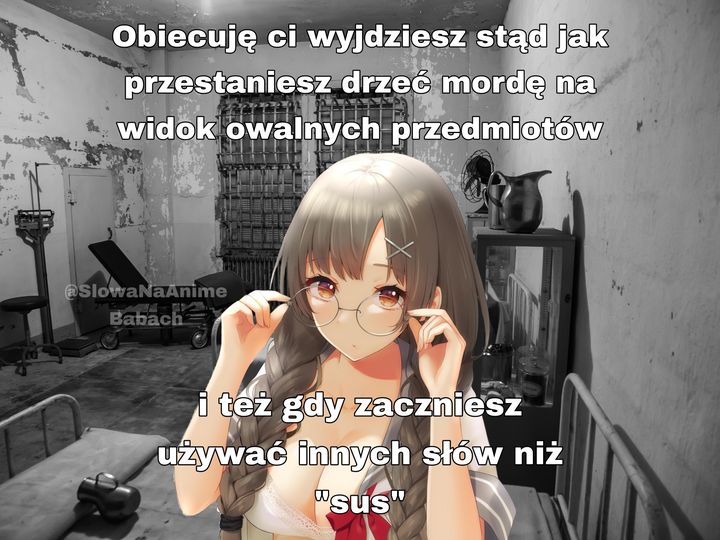 Obiecuję ci wyjdziesz stąd jak
przestaniesz drzeć mordę na
widok owalnych przedmiotów
@SlowaNaAnime
Babach
i też gdy zaczniesz
używać innych słów niż
"sus"